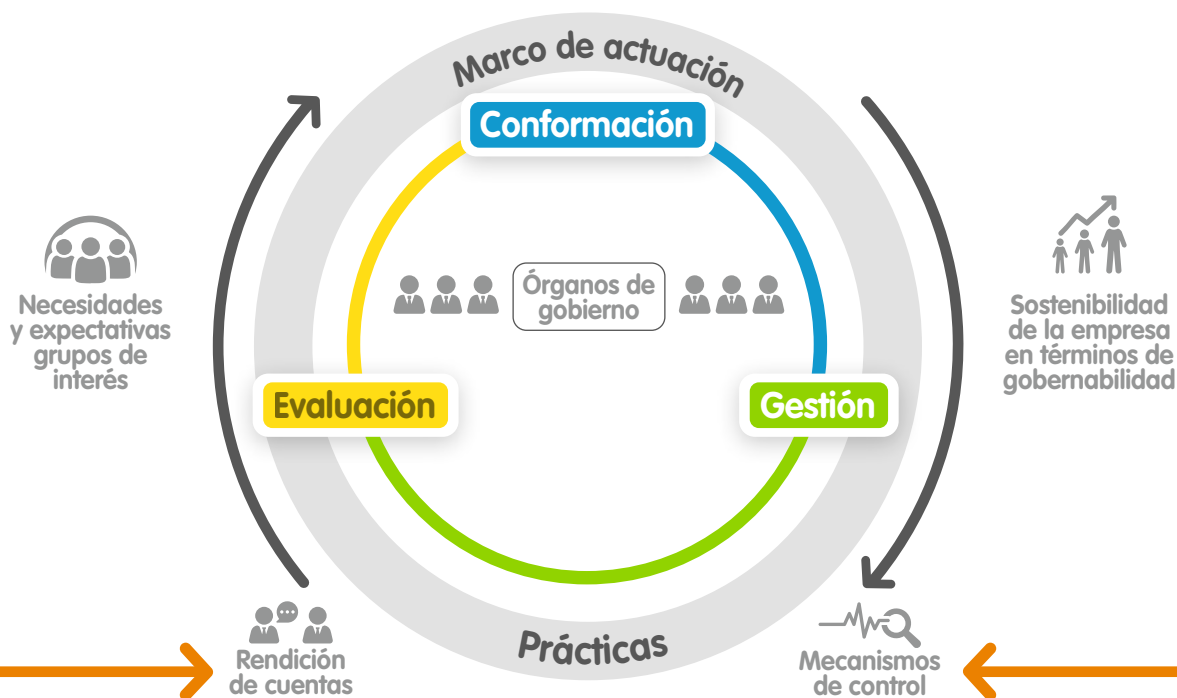 Marco de actuación
Conformación
Necesidades
y expectativas
grupos de
interés
Órganos de
gobierno
Sostenibilidad
de la empresa
en términos de
gobernabilidad
Evaluación
Gestión
Prácticas
Rendición
de cuentas
Mecanismos
de control